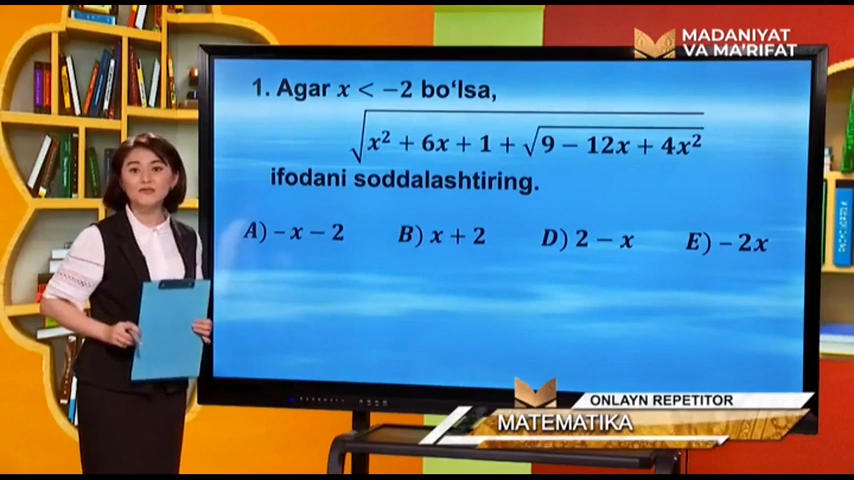 MADANIYAT
VA MA'RIFAT
1. Agar x < −2 bo‘lsa,
√(x² + 6x + 1 + √(9 − 12x + 4x²))
ifodani soddalashtiring.
A) −x − 2 B) x + 2 D) 2 − x E) −2x
ONLAYN REPETITOR
MATEMATIKA